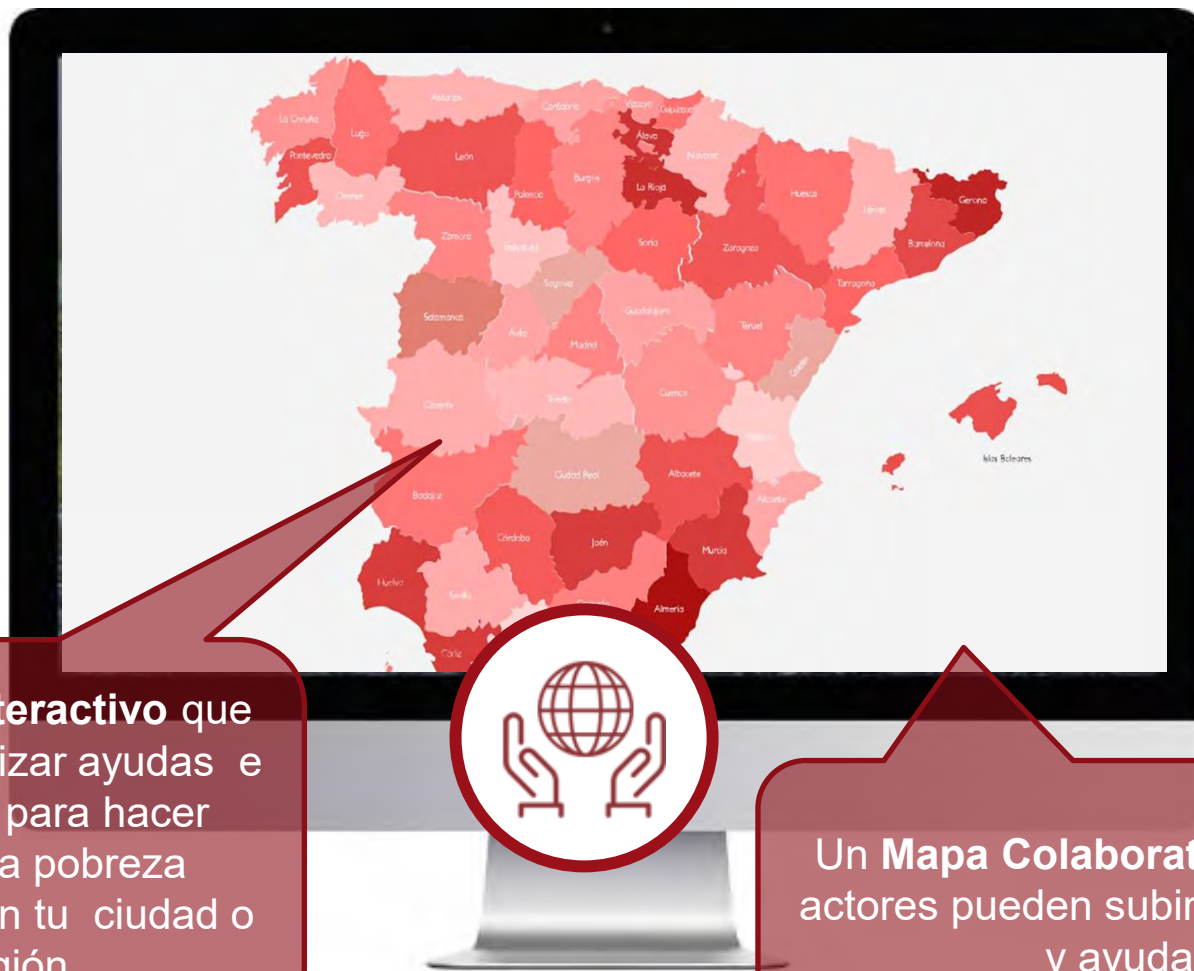 Asturias
Cantabria
Vizcaya
Guipúzcoa
La Coruña
Lugo
Álava
Navarra
Pontevedra
León
Burgos
La Rioja
Huesca
Lérida
Gerona
Orense
Palencia
Barcelona
Zamora
Valladolid
Soria
Zaragoza
Tarragona
Segovia
Salamanca
Guadalajara
Ávila
Madrid
Teruel
Cáceres
Toledo
Cuenca
Islas Baleares
Ciudad Real
Albacete
Badajoz
Alicante
Córdoba
Jaén
Murcia
Huelva
Sevilla
Granada
Almería
Cádiz
teractivo que
izar ayudas e
para hacer
a pobreza
n tu ciudad o
gión
Un Mapa Colaborat
actores pueden subir
y ayuda